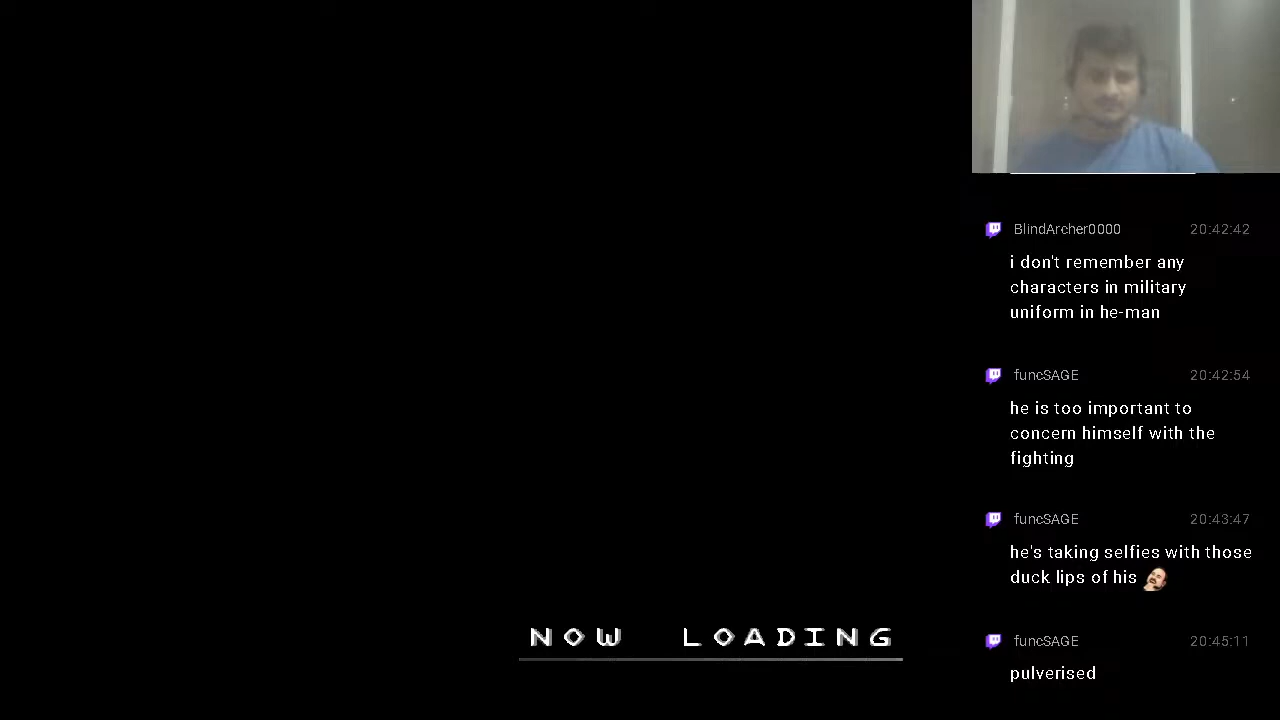 BlindArcher0000 20:42:42
i don't remember any
characters in military
uniform in he-man
funcSAGE 20:42:54
he is too important to
concern himself with the
fighting
funcSAGE 20:43:47
he's taking selfies with those
duck lips of his
funcSAGE 20:45:11
pulverised
NOW LOADING